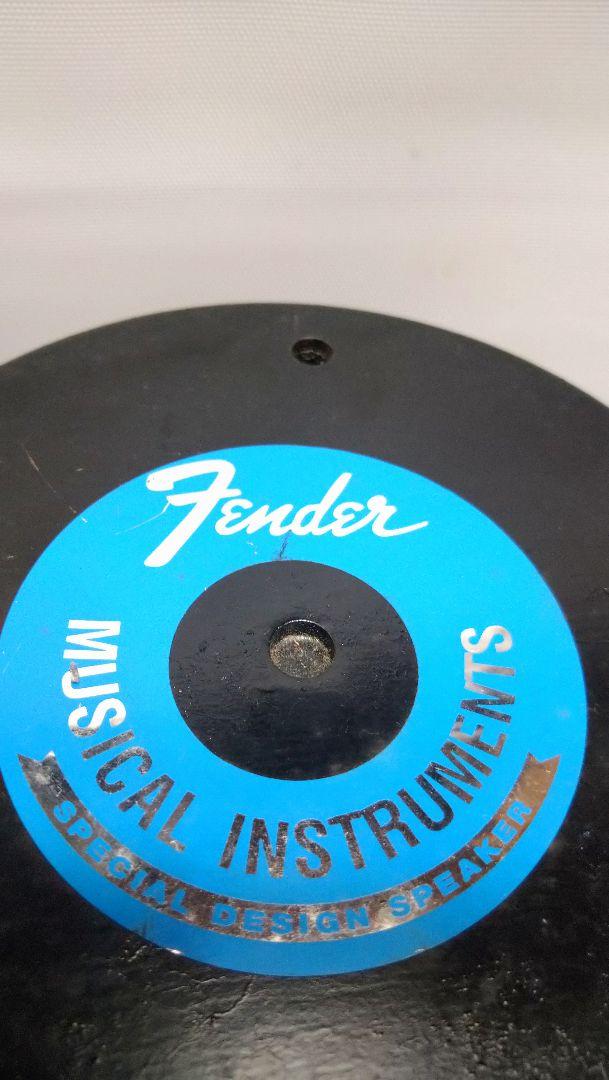 Fender
MUSICAL INSTRUMENTS
SPECIAL DESIGN SPEAKER